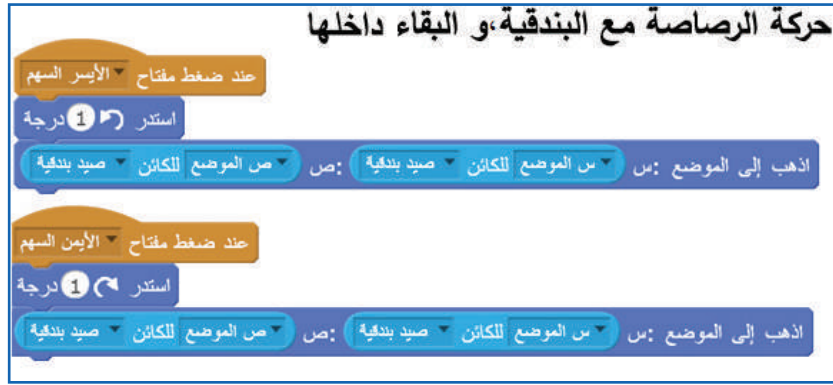 حركة الرصاصة مع البندقية،و البقاء داخلها
عند ضغط مفتاح الأيسر السهم
استدر 1 درجة
اذهب إلى الموضع :س س الموضع للكائن صيد بندقية :ص ص الموضع للكائن صيد بندقية
عند ضغط مفتاح الأيمن السهم
استدر 1 درجة
اذهب إلى الموضع :س س الموضع للكائن صيد بندقية :ص ص الموضع للكائن صيد بندقية